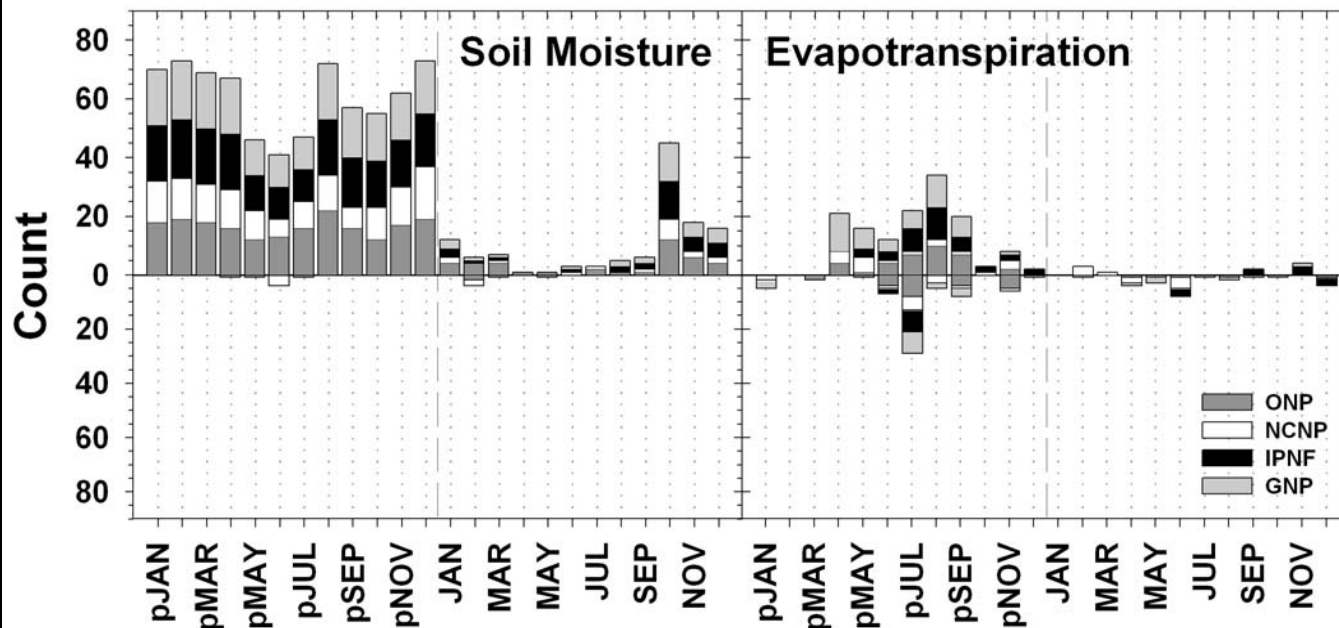 Soil Moisture
Evapotranspiration
Count
80
60
40
20
0
20
40
60
80
ONP
NCNP
IPNF
GNP
pJAN
pMAR
pMAY
pJUL
pSEP
pNOV
JAN
MAR
MAY
JUL
SEP
NOV
pJAN
pMAR
pMAY
pJUL
pSEP
pNOV
JAN
MAR
MAY
JUL
SEP
NOV